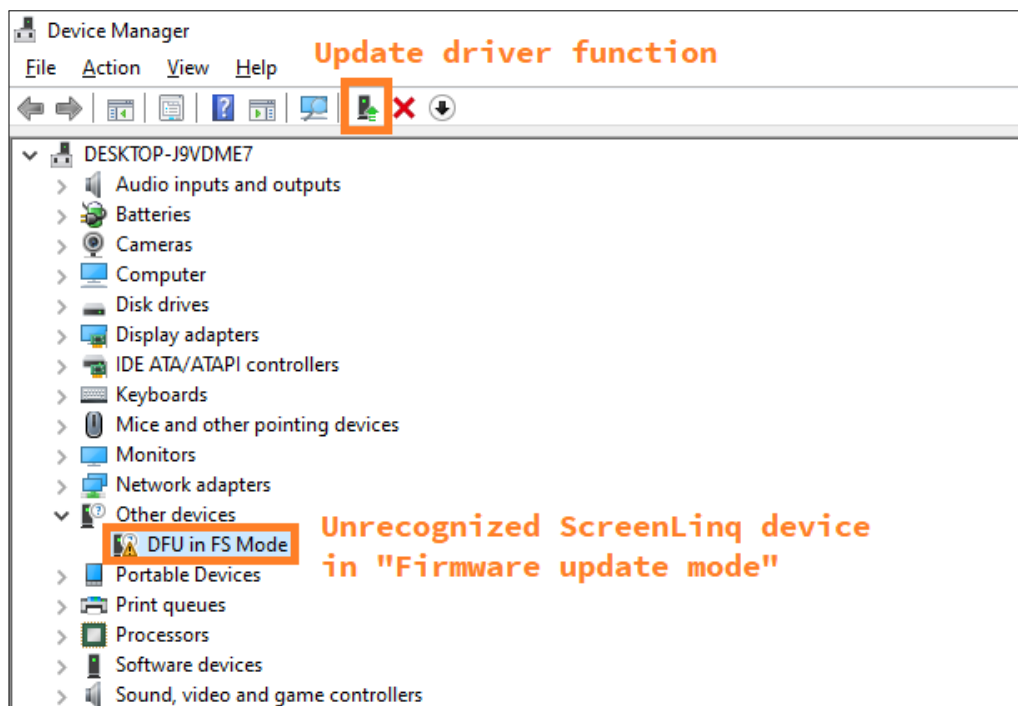 Device Manager
Update driver function
File Action View Help
DESKTOP-J9VDME7
Audio inputs and outputs
Batteries
Cameras
Computer
Disk drives
Display adapters
IDE ATA/ATAPI controllers
Keyboards
Mice and other pointing devices
Monitors
Network adapters
Other devices
DFU in FS Mode
Unrecognized ScreenLinq device
in "Firmware update mode"
Portable Devices
Print queues
Processors
Software devices
Sound, video and game controllers